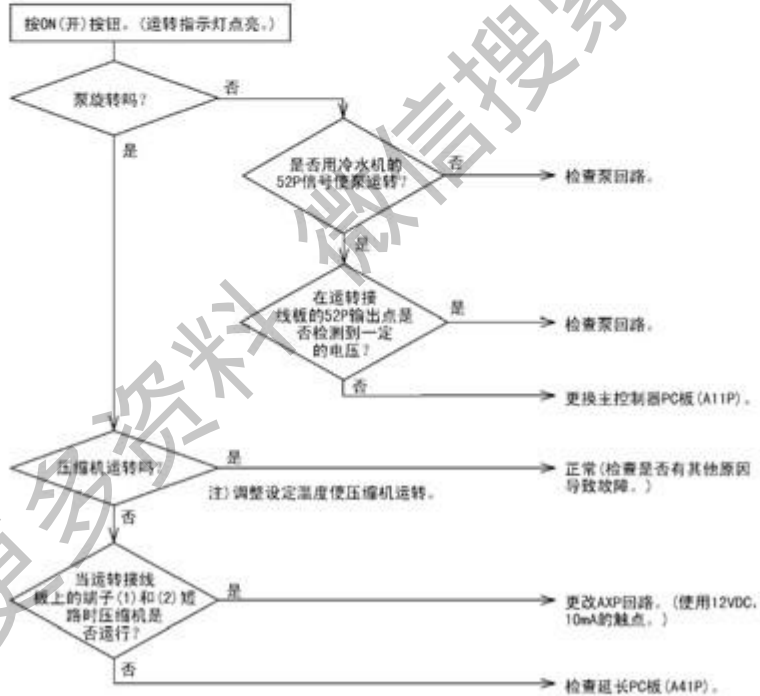 按ON(开)按钮。(运转指示灯点亮。)
泵旋转吗?
否
是
是否用冷水机的
52P信号使泵运转?
否
检查泵回路。
是
在运转接
线板的52P输出点是
否检测到一定
的电压?
是
检查泵回路。
否
更换主控制器PC板(A11P)。
压缩机运转吗?
是
正常(检查是否有其他原因
导致故障。)
注)调整设定温度使压缩机运转。
否
当运转接线
板上的端子(1)和(2)短
路时压缩机是
否运行?
是
更改AXP回路。(使用12VDC,
10mA的触点。)
否
检查延长PC板(A41P)。
更多资料 微信搜索